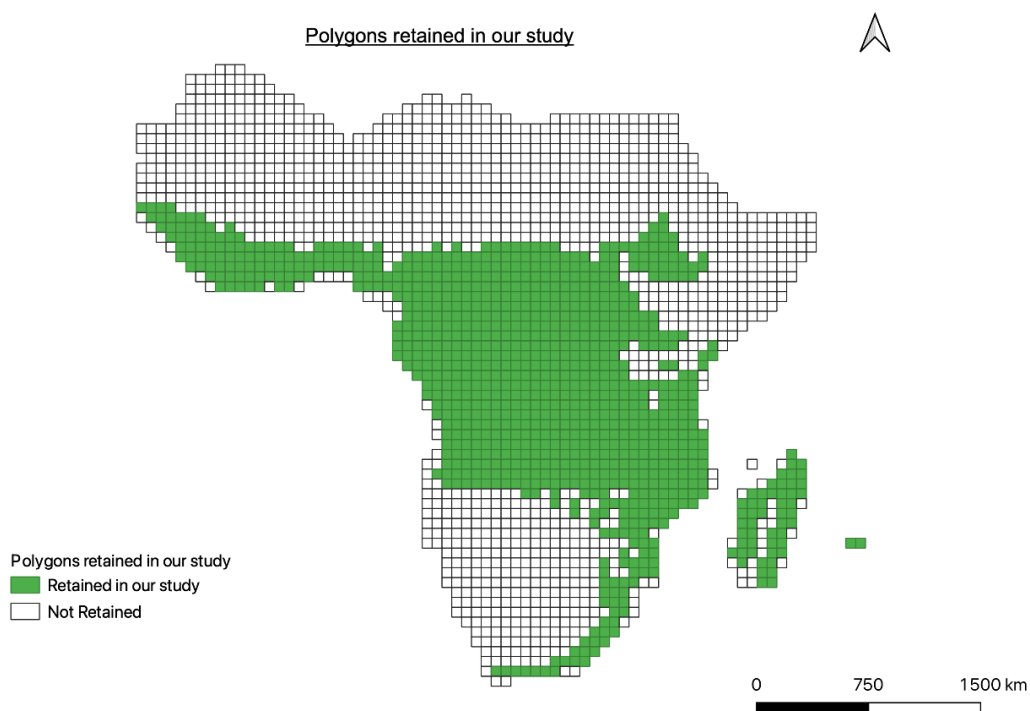 Polygons retained in our study
Polygons retained in our study
Retained in our study
Not Retained
0 750 1500 km